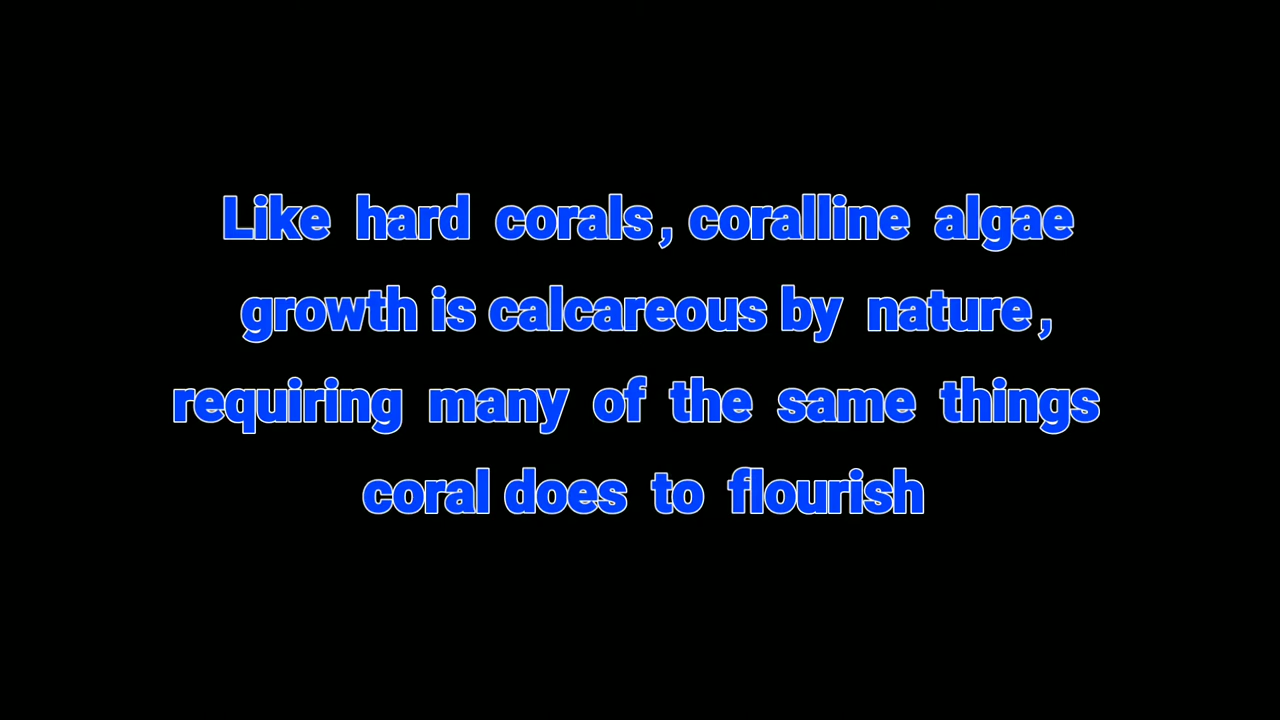 Like hard corals, coralline algae
growth is calcareous by nature,
requiring many of the same things
coral does to flourish